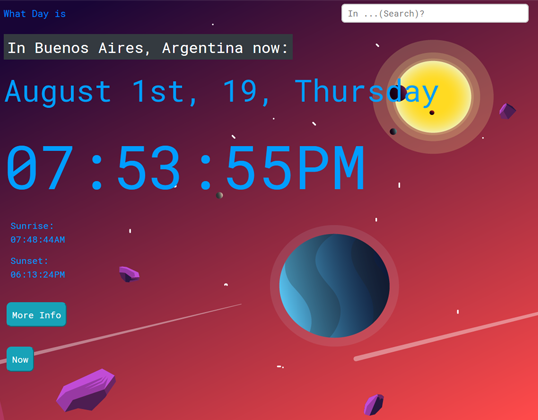 What Day is
In ...(Search)?
In Buenos Aires, Argentina now:
August 1st, 19, Thursday
07:53:55PM
Sunrise:
07:48:44AM
Sunset:
06:13:24PM
More Info
Now